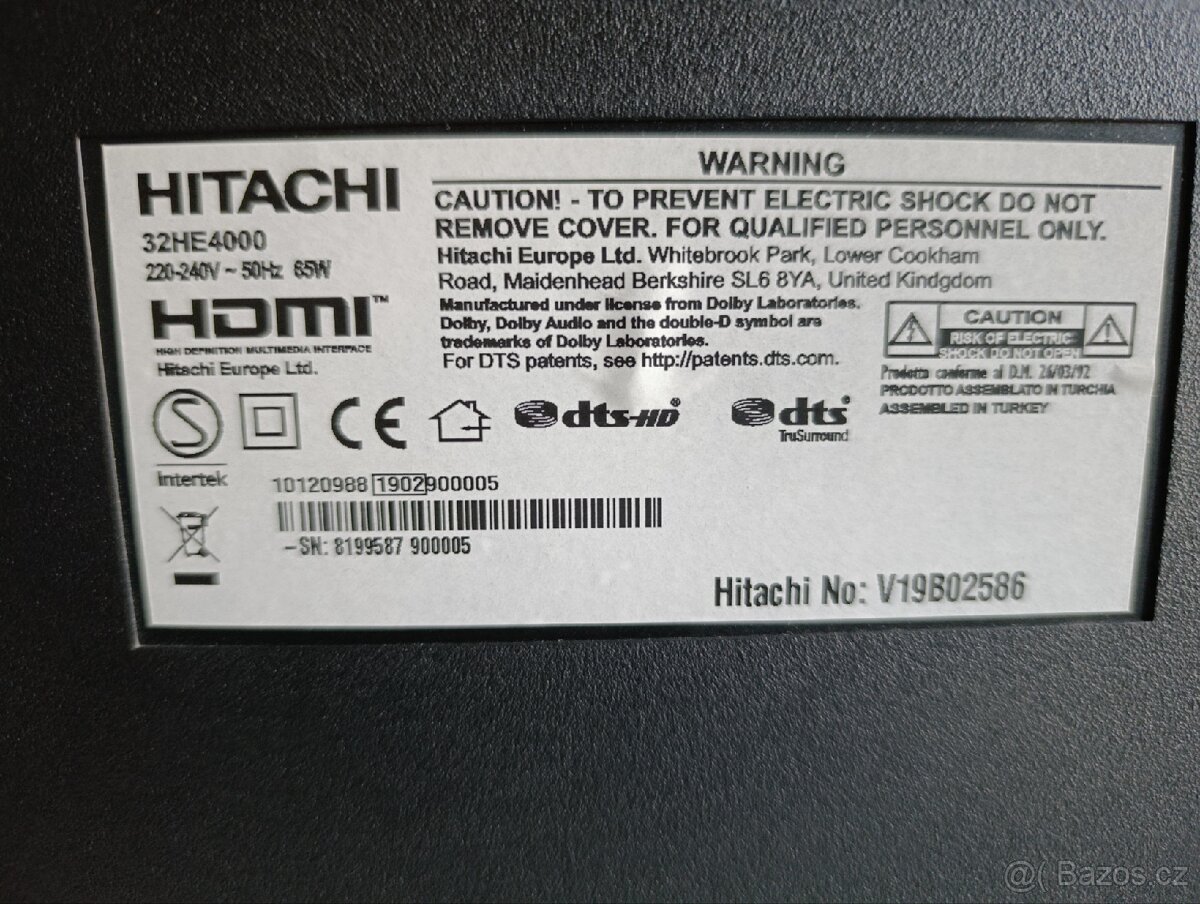 HITACHI
32HE4000
220-240V ~ 50Hz 65W
HDMI™
HIGH DEFINITION MULTIMEDIA INTERFACE
Hitachi Europe Ltd.
WARNING
CAUTION! - TO PREVENT ELECTRIC SHOCK DO NOT
REMOVE COVER. FOR QUALIFIED PERSONNEL ONLY.
Hitachi Europe Ltd. Whitebrook Park, Lower Cookham
Road, Maidenhead Berkshire SL6 8YA, United Kindgdom
Manufactured under license from Dolby Laboratories.
Dolby, Dolby Audio and the double-D symbol are
trademarks of Dolby Laboratories.
For DTS patents, see http://patents.dts.com.
CAUTION
RISK OF ELECTRIC
SHOCK DO NOT OPEN
Prodotto conforme al D.M. 26/03/92
PRODOTTO ASSEMBLATO IN TURCHIA
ASSEMBLED IN TURKEY
S
Intertek
CE
dts-HD®
dts®
TruSurround
10120988 1902 900005
-SN: 8199587 900005
Hitachi No: V19B02586
@( Bazos.cz